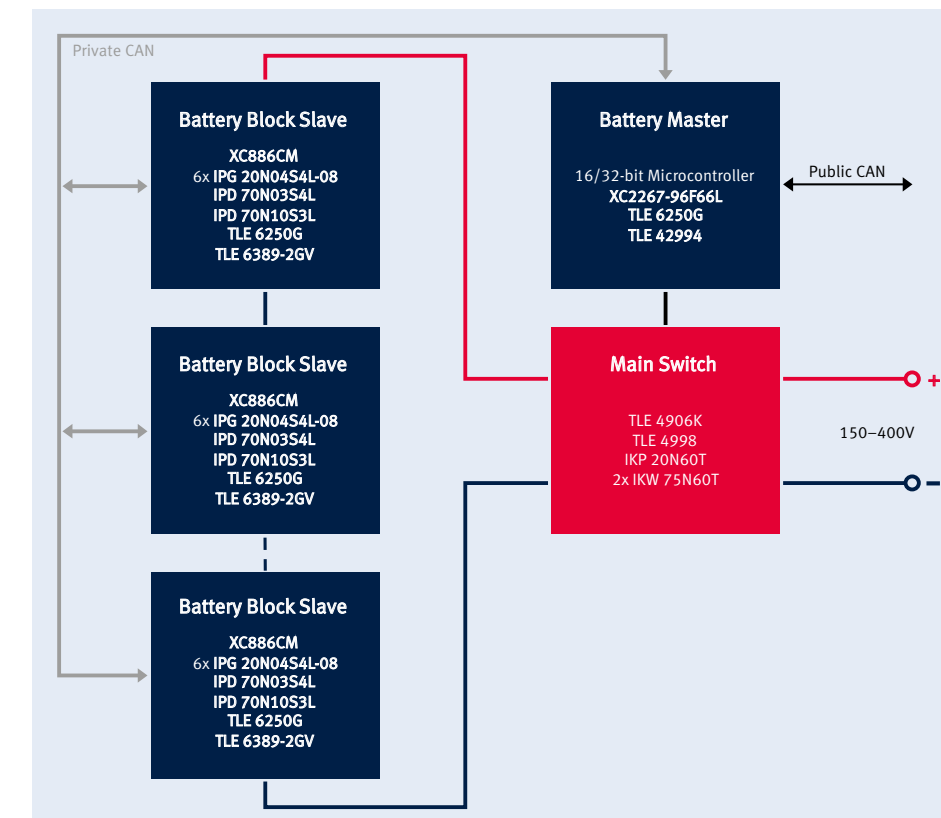 Private CAN
Battery Block Slave
XC886CM
6x IPG 20N04S4L-08
IPD 70N03S4L
IPD 70N10S3L
TLE 6250G
TLE 6389-2GV
Battery Master
16/32-bit Microcontroller
XC2267-96F66L
TLE 6250G
TLE 42994
Public CAN
Battery Block Slave
XC886CM
6x IPG 20N04S4L-08
IPD 70N03S4L
IPD 70N10S3L
TLE 6250G
TLE 6389-2GV
Main Switch
TLE 4906K
TLE 4998
IKP 20N60T
2x IKW 75N60T
+
150–400V
–
Battery Block Slave
XC886CM
6x IPG 20N04S4L-08
IPD 70N03S4L
IPD 70N10S3L
TLE 6250G
TLE 6389-2GV